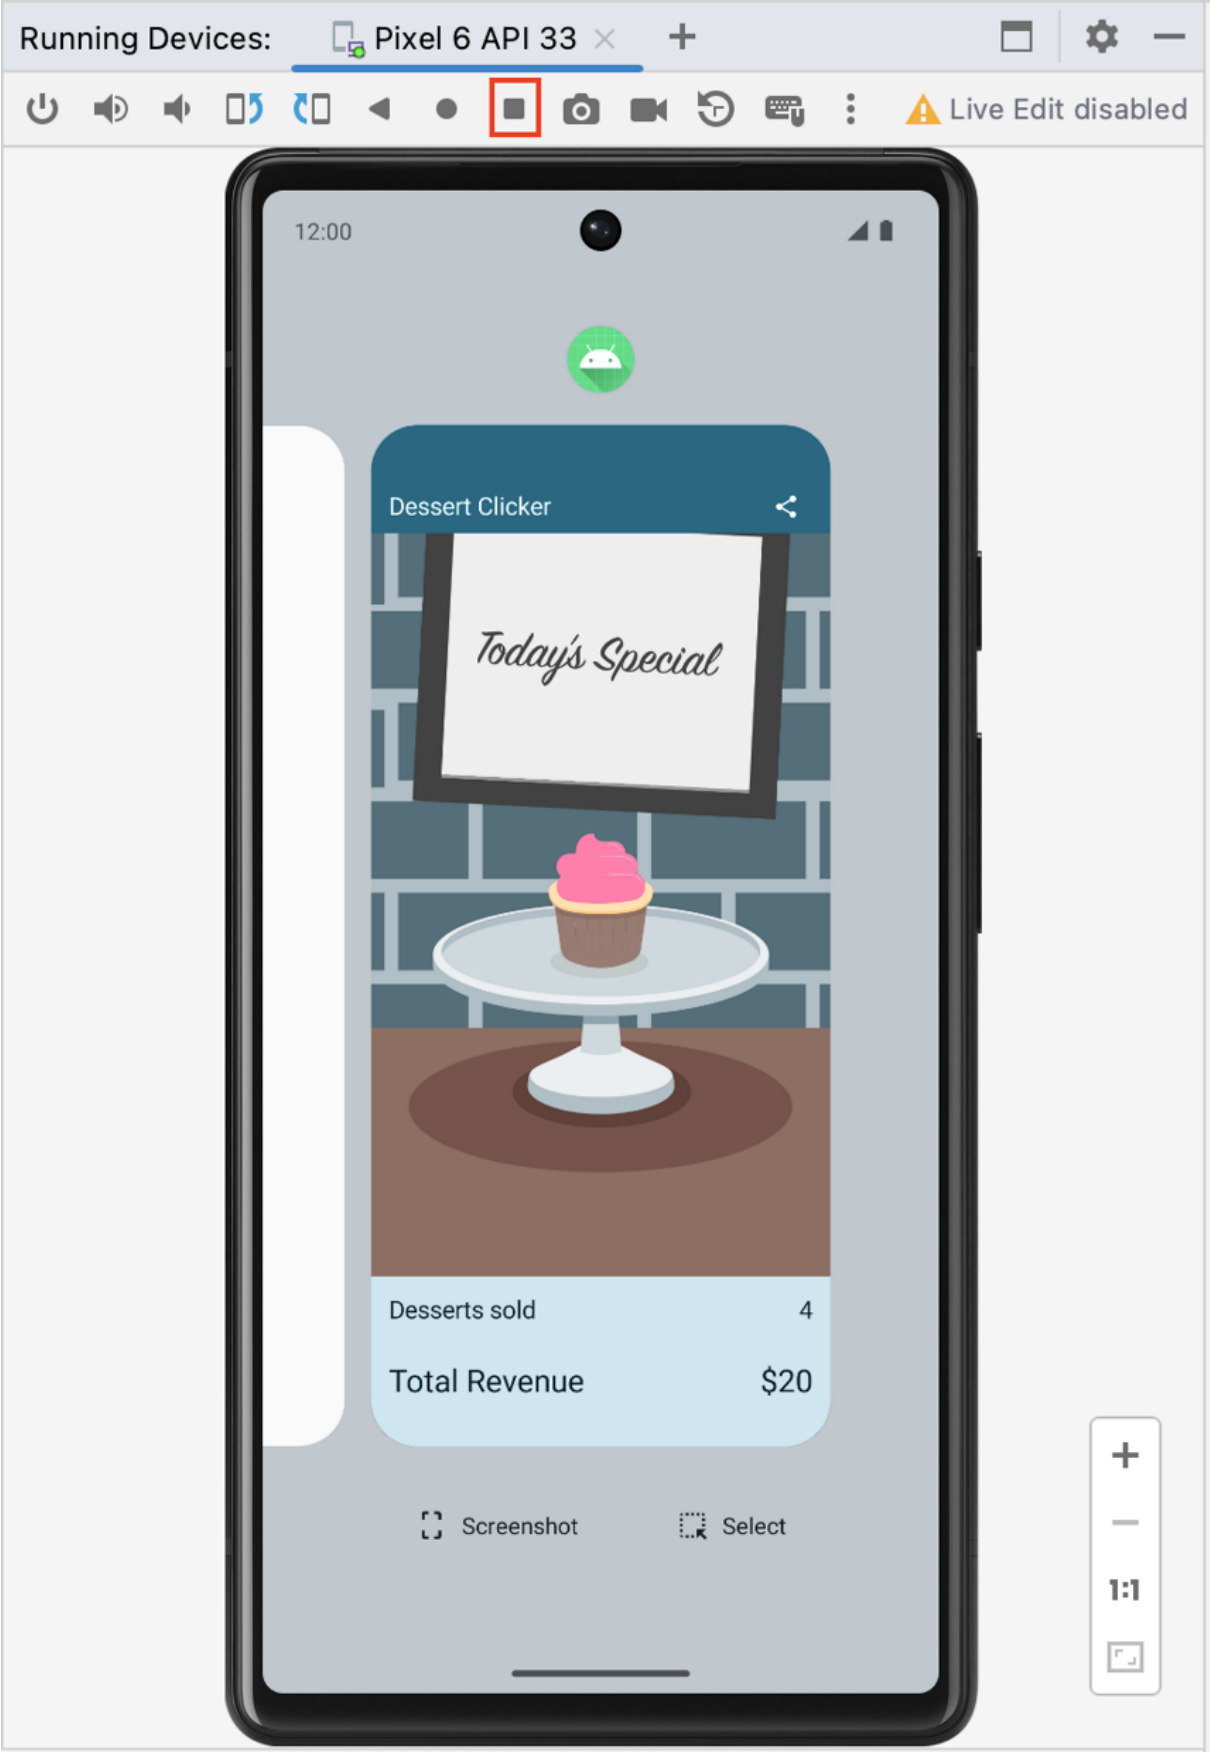 Running Devices: Pixel 6 API 33
Live Edit disabled
12:00
Dessert Clicker
Today's Special
Desserts sold 4
Total Revenue $20
Screenshot Select
1:1